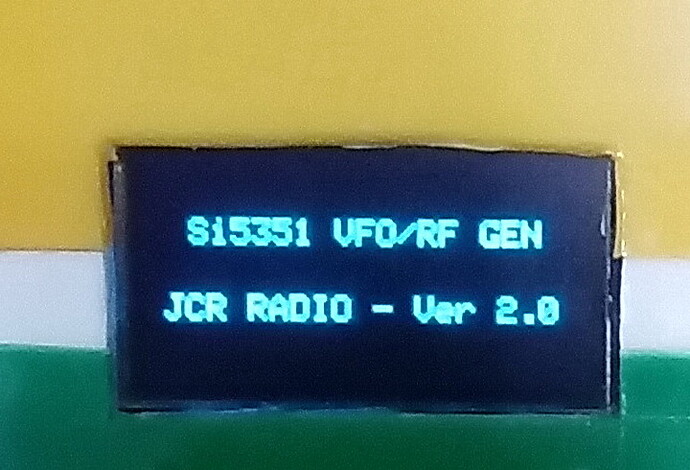 Si5351 VFO/RF GEN
JCR RADIO - Ver 2.0